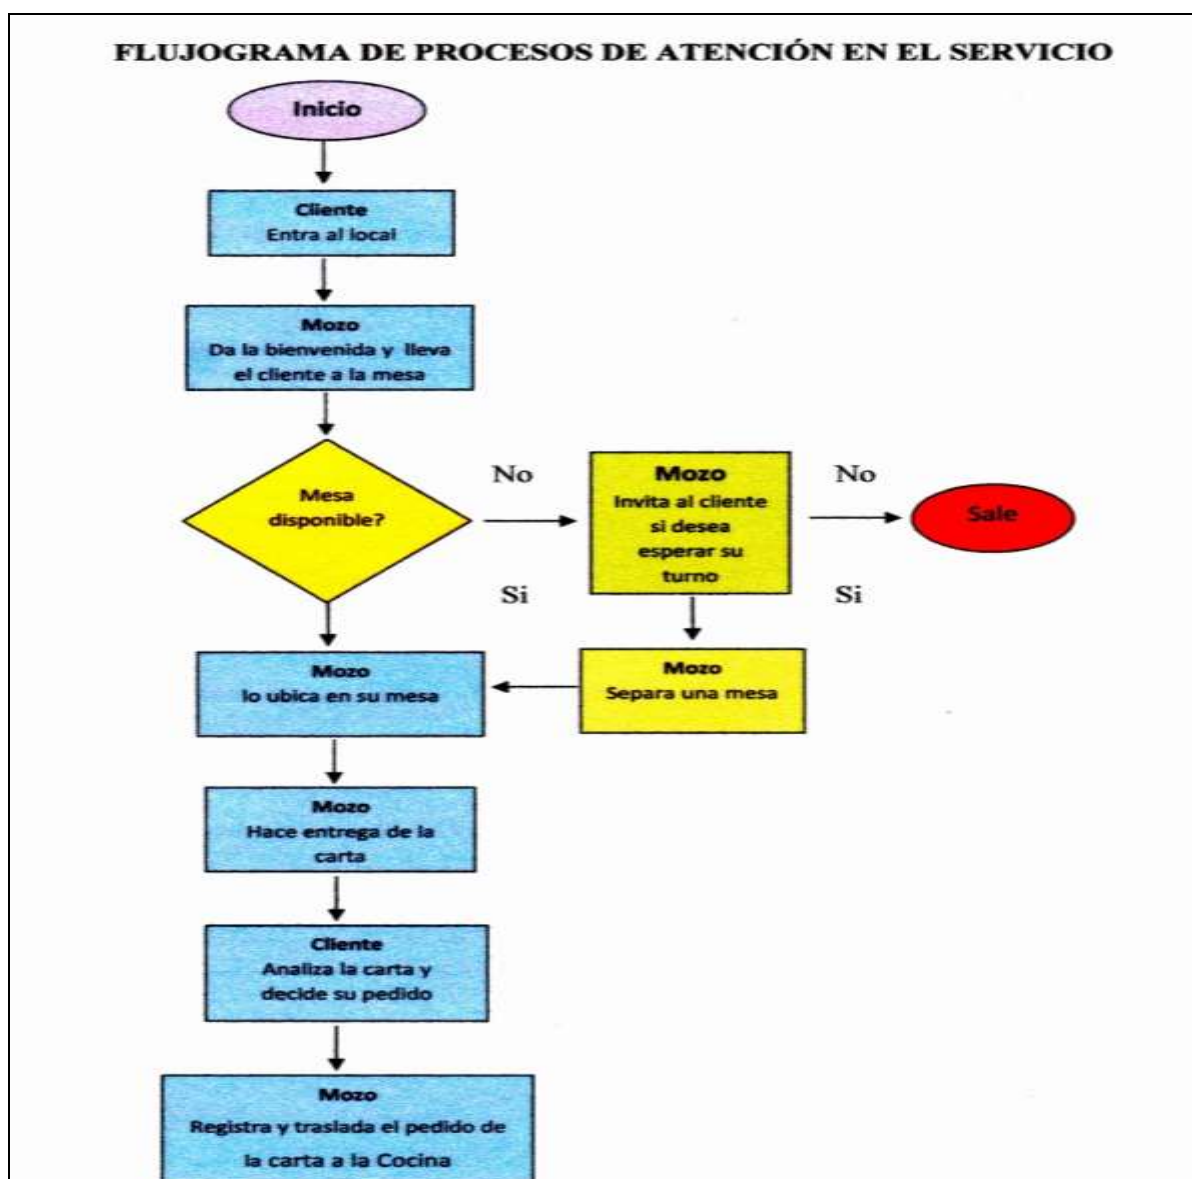 FLUJOGRAMA DE PROCESOS DE ATENCIÓN EN EL SERVICIO
Inicio
Cliente
Entra al local
Mozo
Da la bienvenida y lleva
el cliente a la mesa
Mesa
disponible?
No
Si
Mozo
Invita al cliente
si desea
esperar su
turno
No
Si
Sale
Mozo
lo ubica en su mesa
Mozo
Separa una mesa
Mozo
Hace entrega de la
carta
Cliente
Analiza la carta y
decide su pedido
Mozo
Registra y traslada el pedido de
la carta a la Cocina